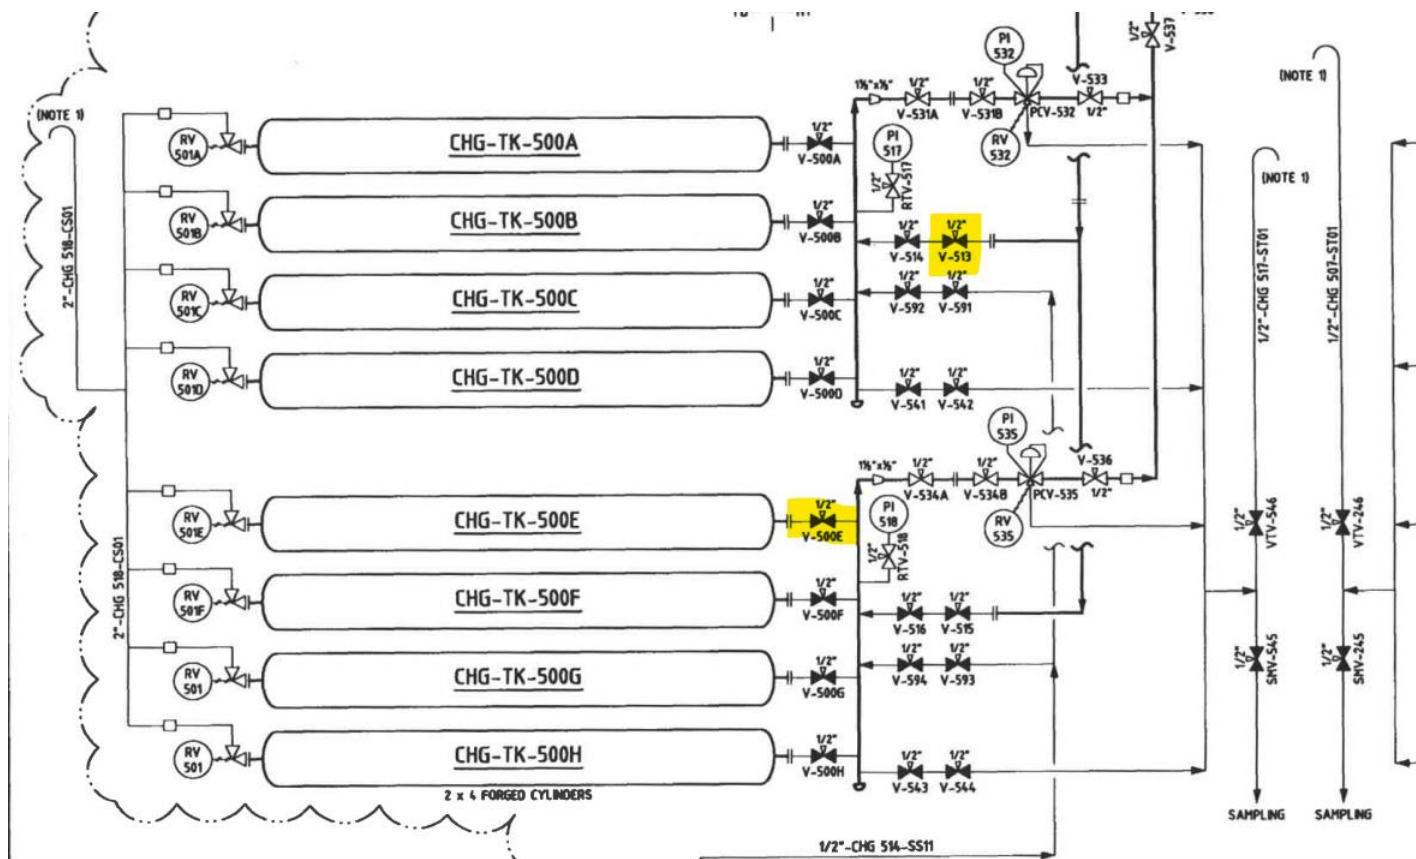 (NOTE 1)
2"-CHG 518-CS01
2"-CHG 518-CS01
RV
501A
CHG-TK-500A
1/2"
V-500A
RV
501B
CHG-TK-500B
1/2"
V-500B
RV
501C
CHG-TK-500C
1/2"
V-500C
RV
501D
CHG-TK-500D
1/2"
V-500D
1½"x½"
1/2"
V-531A
1/2"
V-531B
PI
532
PCV-532
RV
532
V-533
1/2"
1/2"
V-537
PI
517
1/2"
RTV-517
1/2"
V-514
1/2"
V-513
1/2"
V-592
1/2"
V-591
1/2"
V-541
1/2"
V-542
RV
501E
CHG-TK-500E
1/2"
V-500E
RV
501F
CHG-TK-500F
1/2"
V-500F
RV
501
CHG-TK-500G
1/2"
V-500G
RV
501
CHG-TK-500H
1/2"
V-500H
2 x 4 FORGED CYLINDERS
1½"x½"
1/2"
V-534A
1/2"
V-534B
PI
535
PCV-535
RV
535
V-536
1/2"
PI
518
1/2"
RTV-518
1/2"
V-516
1/2"
V-515
1/2"
V-594
1/2"
V-593
1/2"
V-543
1/2"
V-544
1/2"-CHG 514-SS11
(NOTE 1)
1/2"-CHG 517-ST01
1/2"
VTV-546
1/2"
SMV-545
SAMPLING
(NOTE 1)
1/2"-CHG 507-ST01
1/2"
VTV-246
1/2"
SMV-245
SAMPLING